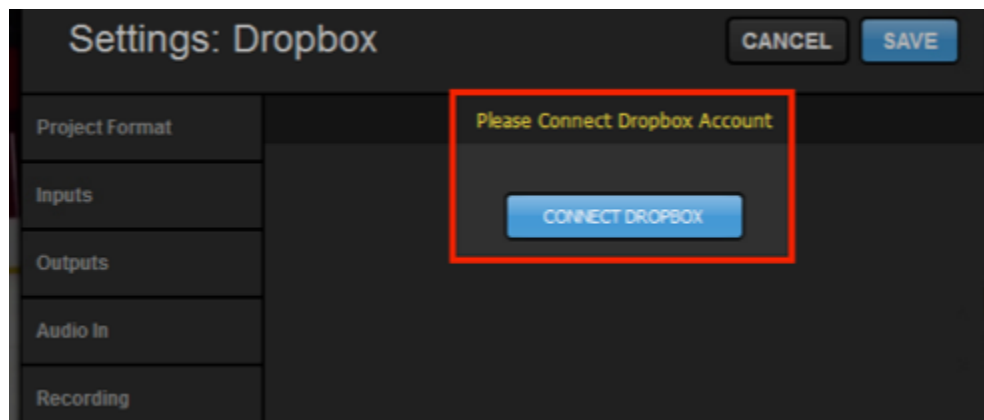 Settings: Dropbox
CANCEL
SAVE
Project Format
Please Connect Dropbox Account
Inputs
CONNECT DROPBOX
Outputs
Audio In
Recording